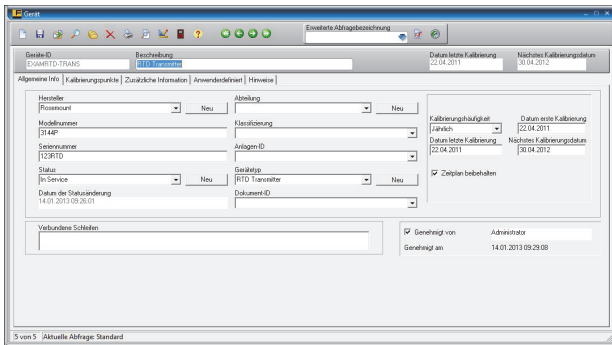 Gerät
Erweiterte Abfragebezeichnung
Geräte-ID
Beschreibung
Datum letzte Kalibrierung
Nächstes Kalibrierungsdatum
EXAMRTD-TRANS
RTD Transmitter
22.04.2011
30.04.2012
Allgemeine Info
Kalibrierungspunkte
Zusätzliche Information
Anwenderdefiniert
Hinweise
Hersteller
Rosemount
Neu
Abteilung
Neu
Modellnummer
3144P
Klassifizierung
Seriennummer
123RTD
Anlagen-ID
Status
In Service
Neu
Gerätetyp
RTD Transmitter
Neu
Datum der Statusänderung
14.01.2013 09:26:01
Dokument-ID
Kalibrierungshäufigkeit
Jährlich
Datum erste Kalibrierung
22.04.2011
Datum letzte Kalibrierung
22.04.2011
Nächstes Kalibrierungsdatum
30.04.2012
Zeitplan beibehalten
Verbundene Schleifen
Genehmigt von
Administrator
Genehmigt am
14.01.2013 09:29:08
5 von 5
Aktuelle Abfrage: Standard